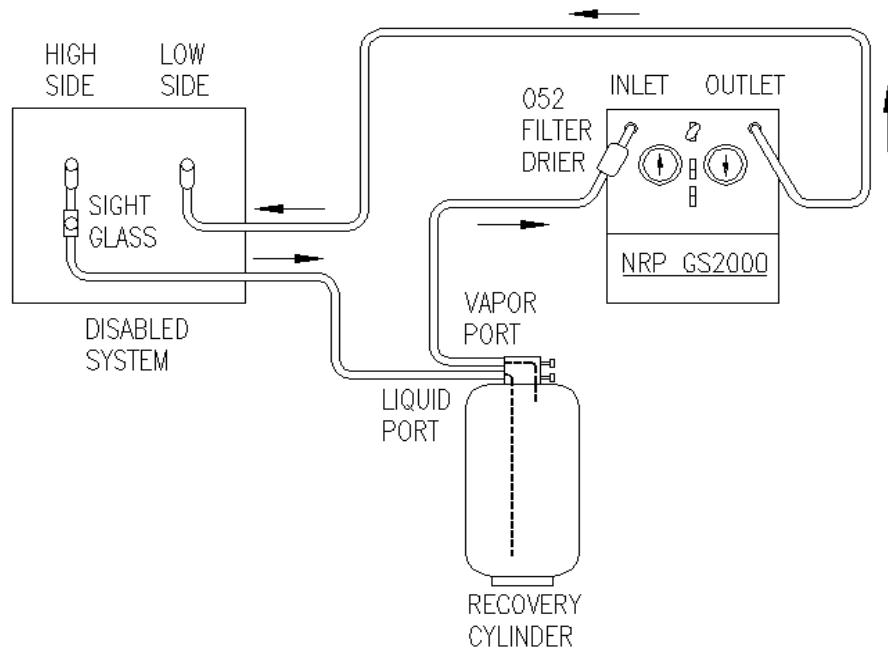 HIGH
SIDE
LOW
SIDE
052
FILTER
DRIER
INLET
OUTLET
SIGHT
GLASS
NRP GS2000
VAPOR
PORT
DISABLED
SYSTEM
LIQUID
PORT
RECOVERY
CYLINDER